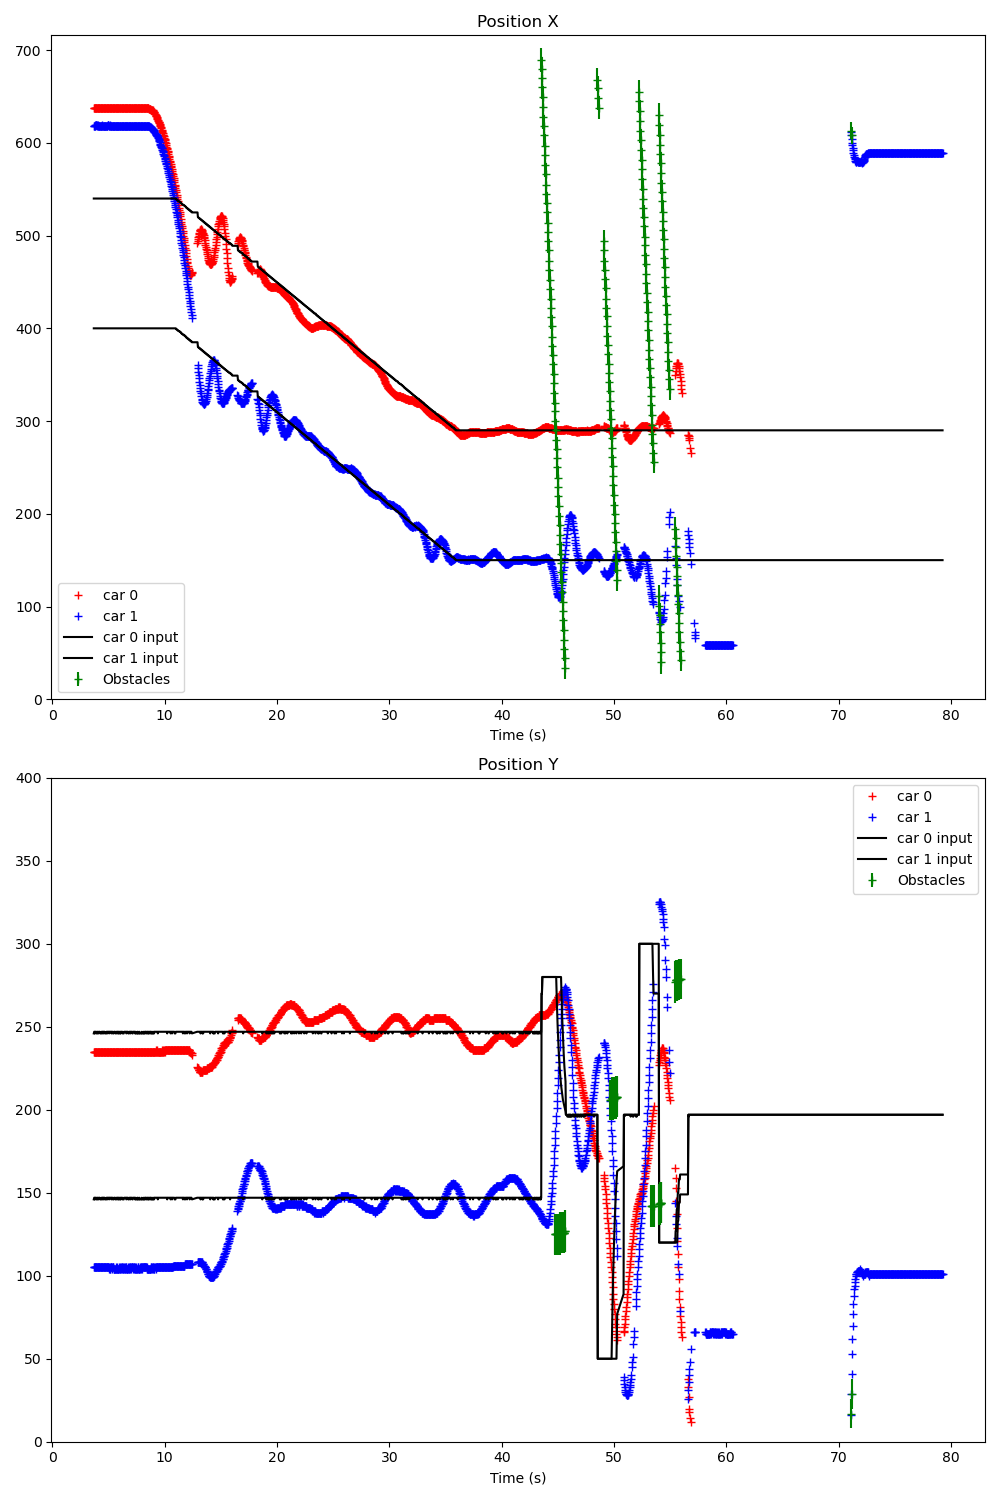 Position X
700
600
500
400
300
200
100
0
car 0
car 1
car 0 input
car 1 input
Obstacles
0 10 20 30 40 50 60 70 80
Time (s)
Position Y
400
350
300
250
200
150
100
50
0
car 0
car 1
car 0 input
car 1 input
Obstacles
0 10 20 30 40 50 60 70 80
Time (s)